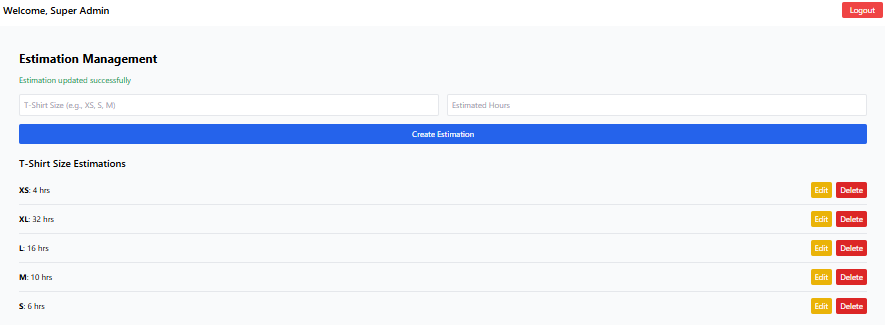 Welcome, Super Admin Logout
Estimation Management
Estimation updated successfully
T-Shirt Size (e.g., XS, S, M) Estimated Hours
Create Estimation
T-Shirt Size Estimations
XS: 4 hrs Edit Delete
XL: 32 hrs Edit Delete
L: 16 hrs Edit Delete
M: 10 hrs Edit Delete
S: 6 hrs Edit Delete